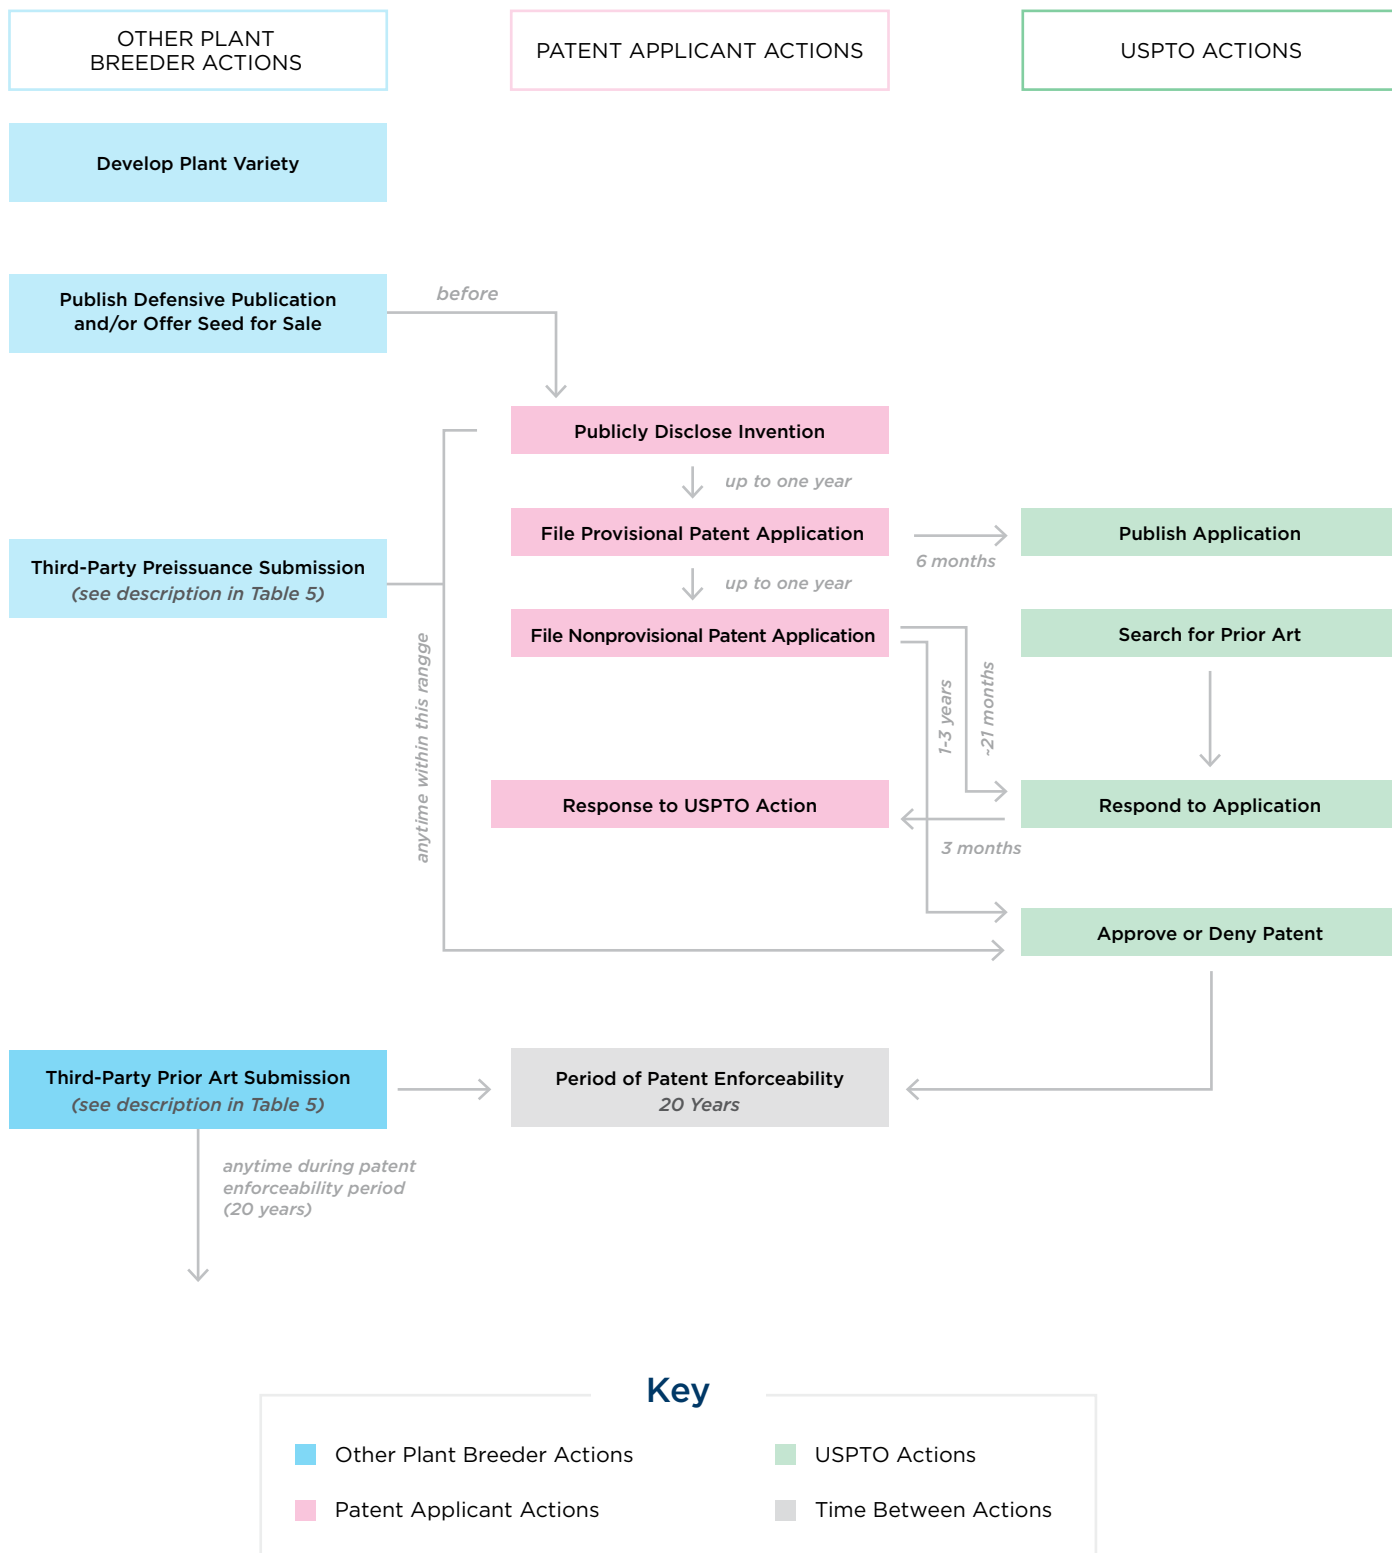 OTHER PLANT
BREEDER ACTIONS
PATENT APPLICANT ACTIONS
USPTO ACTIONS
Develop Plant Variety
Publish Defensive Publication
and/or Offer Seed for Sale
before
Publicly Disclose Invention
up to one year
File Provisional Patent Application
6 months
Publish Application
Third-Party Preissuance Submission
(see description in Table 5)
up to one year
File Nonprovisional Patent Application
Search for Prior Art
anytime within this rangge
1-3 years
~21 months
Response to USPTO Action
Respond to Application
3 months
Approve or Deny Patent
Third-Party Prior Art Submission
(see description in Table 5)
Period of Patent Enforceability
20 Years
anytime during patent
enforceability period
(20 years)
Key
Other Plant Breeder Actions
USPTO Actions
Patent Applicant Actions
Time Between Actions